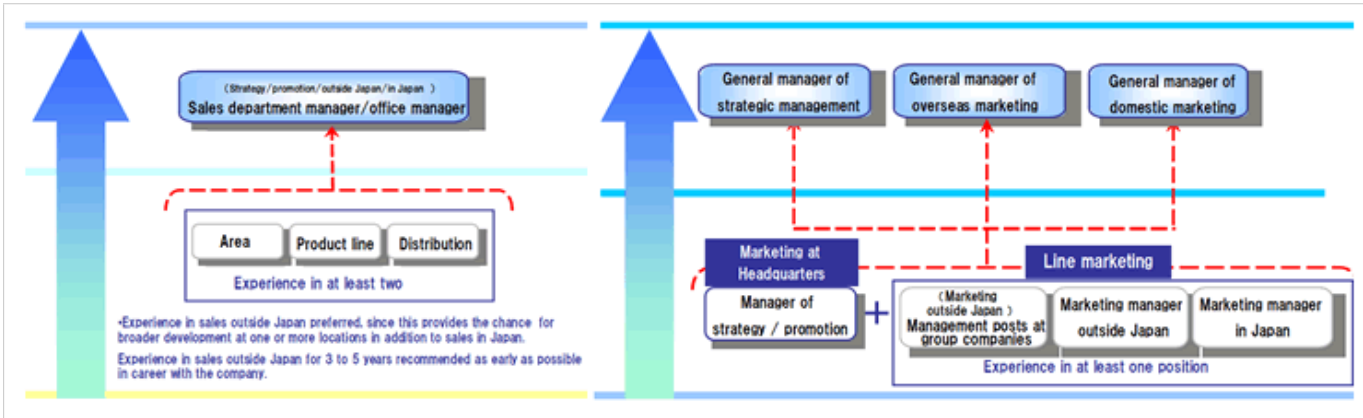 (Strategy/promotion/outside Japan/in Japan )
Sales department manager/office manager
Area
Product line
Distribution
Experience in at least two
•Experience in sales outside Japan preferred, since this provides the chance for
broader development at one or more locations in addition to sales in Japan.
Experience in sales outside Japan for 3 to 5 years recommended as early as possible
in career with the company.
General manager of
strategic management
General manager of
overseas marketing
General manager of
domestic marketing
Marketing at
Headquarters
Line marketing
Manager of
strategy / promotion
+
(Marketing
outside Japan )
Management posts at
group companies
Marketing manager
outside Japan
Marketing manager
in Japan
Experience in at least one position